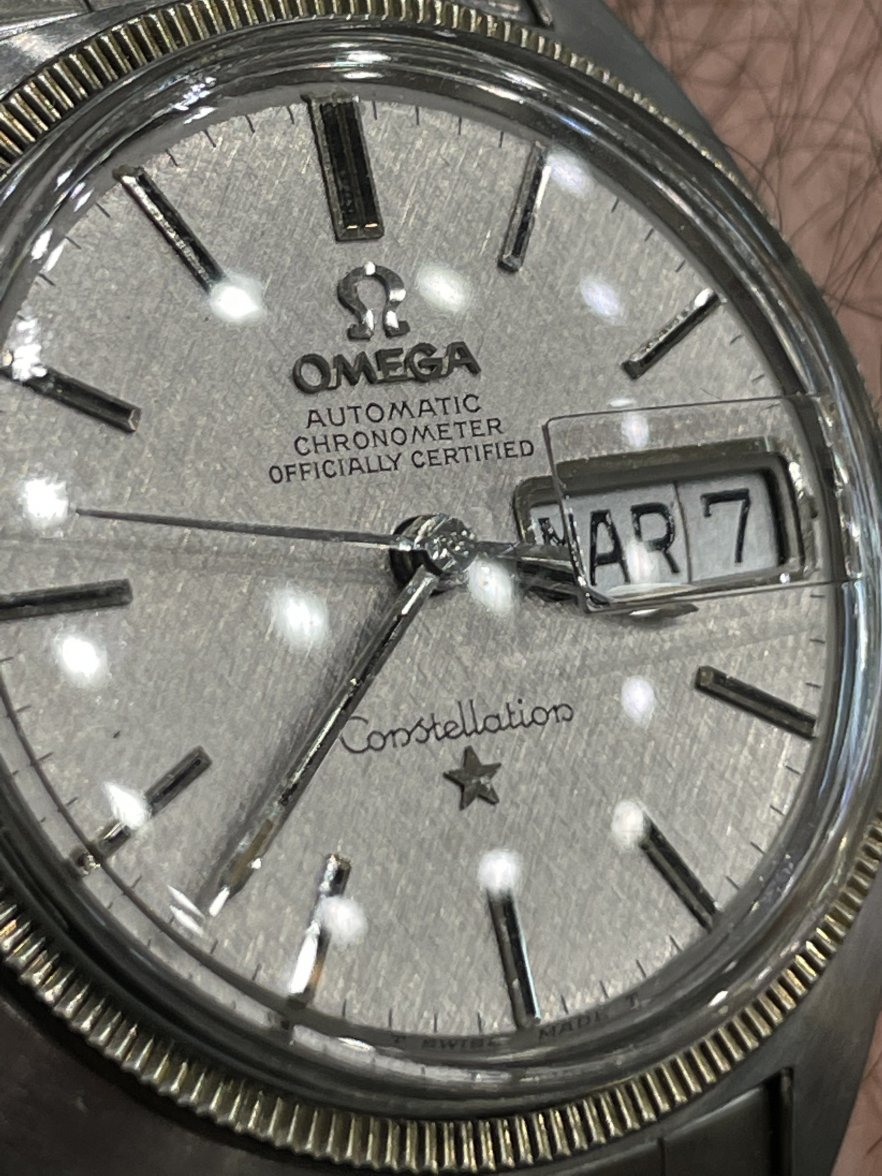 Ω
OMEGA
AUTOMATIC
CHRONOMETER
OFFICIALLY CERTIFIED
MAR 7
Constellation
T SWISS MADE T